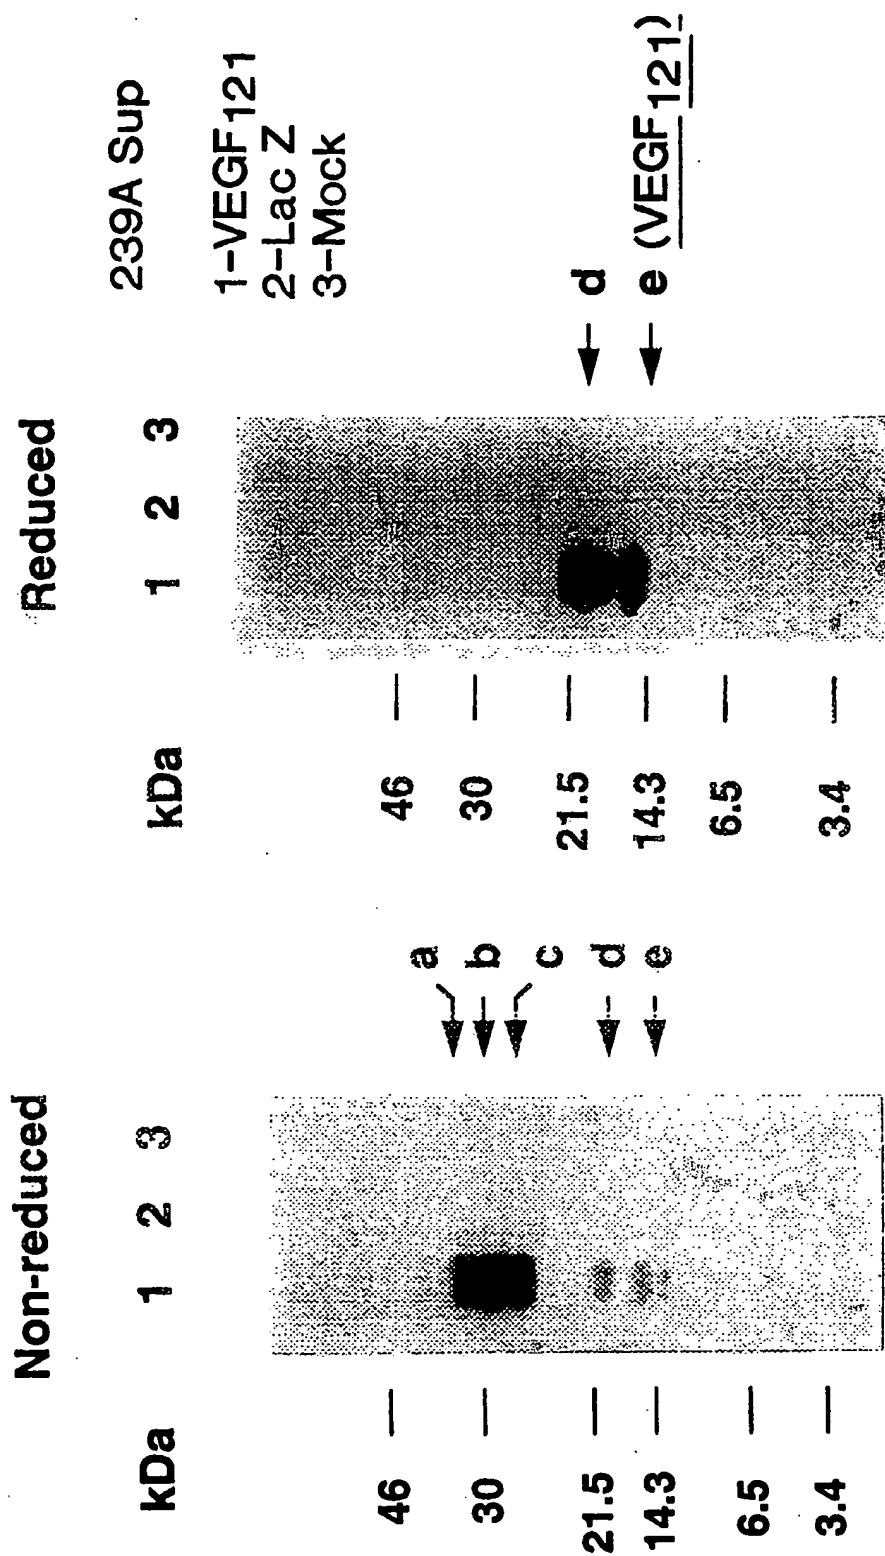 Non-reduced
kDa 1 2 3
46
30
21.5
14.3
6.5
3.4
a
b
c
d
e
Reduced
kDa 1 2 3
46
30
21.5
14.3
6.5
3.4
d
e (VEGF121)
239A Sup
1-VEGF121
2-Lac Z
3-Mock